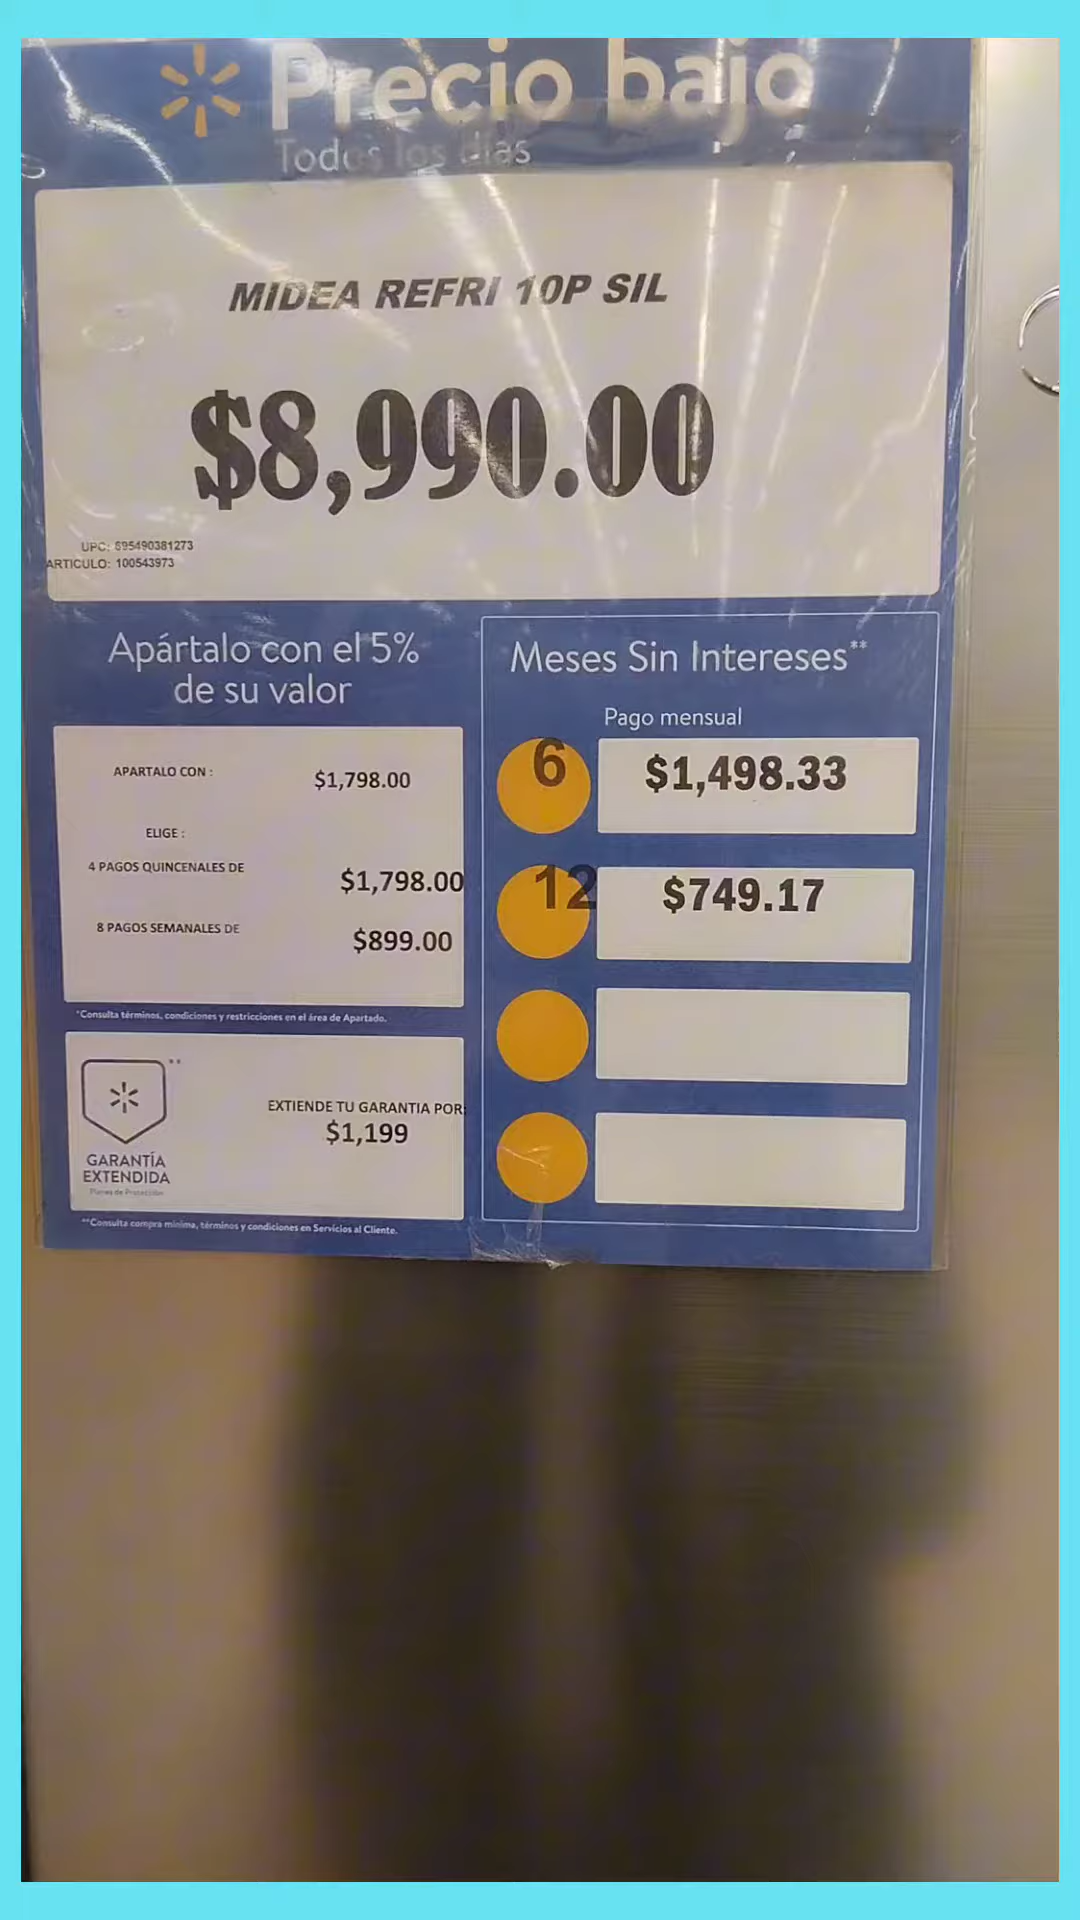 Precio bajo
Todos los días
MIDEA REFRI 10P SIL
$8,990.00
UPC: 695490381273
ARTICULO: 100543973
Apártalo con el 5%
de su valor
APARTALO CON : $1,798.00
ELIGE :
4 PAGOS QUINCENALES DE $1,798.00
8 PAGOS SEMANALES DE $899.00
*Consulta términos, condiciones y restricciones en el área de Apartado.
**
GARANTÍA
EXTENDIDA
Planes de Protección
EXTIENDE TU GARANTIA POR:
$1,199
**Consulta compra mínima, términos y condiciones en Servicios al Cliente.
Meses Sin Intereses**
Pago mensual
6 $1,498.33
12 $749.17